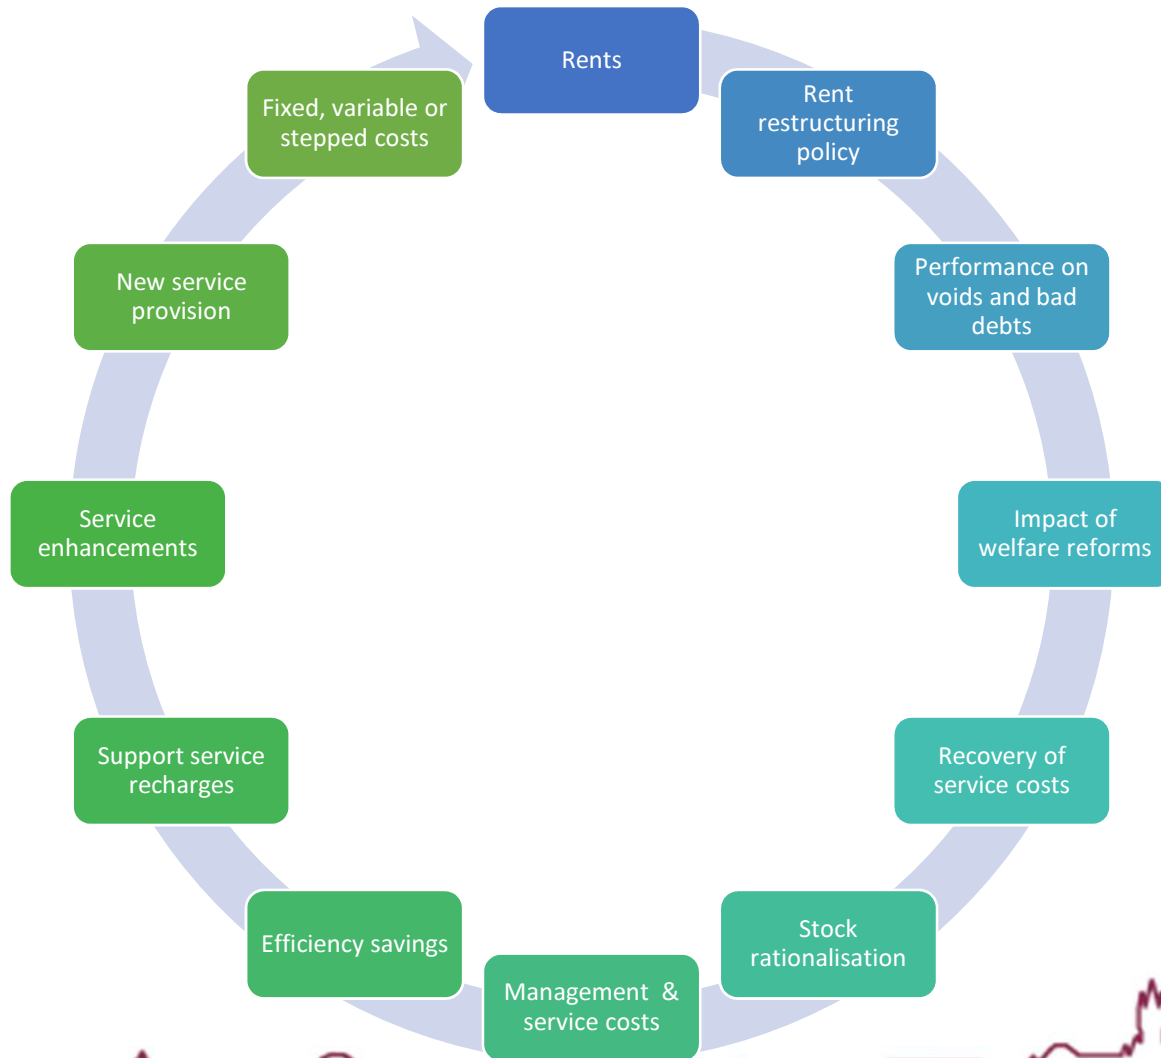 Rents
Rent
restructuring
policy
Performance on
voids and bad
debts
Impact of
welfare reforms
Recovery of
service costs
Stock
rationalisation
Management & 
service costs
Efficiency savings
Support service
recharges
Service
enhancements
New service
provision
Fixed, variable or
stepped costs